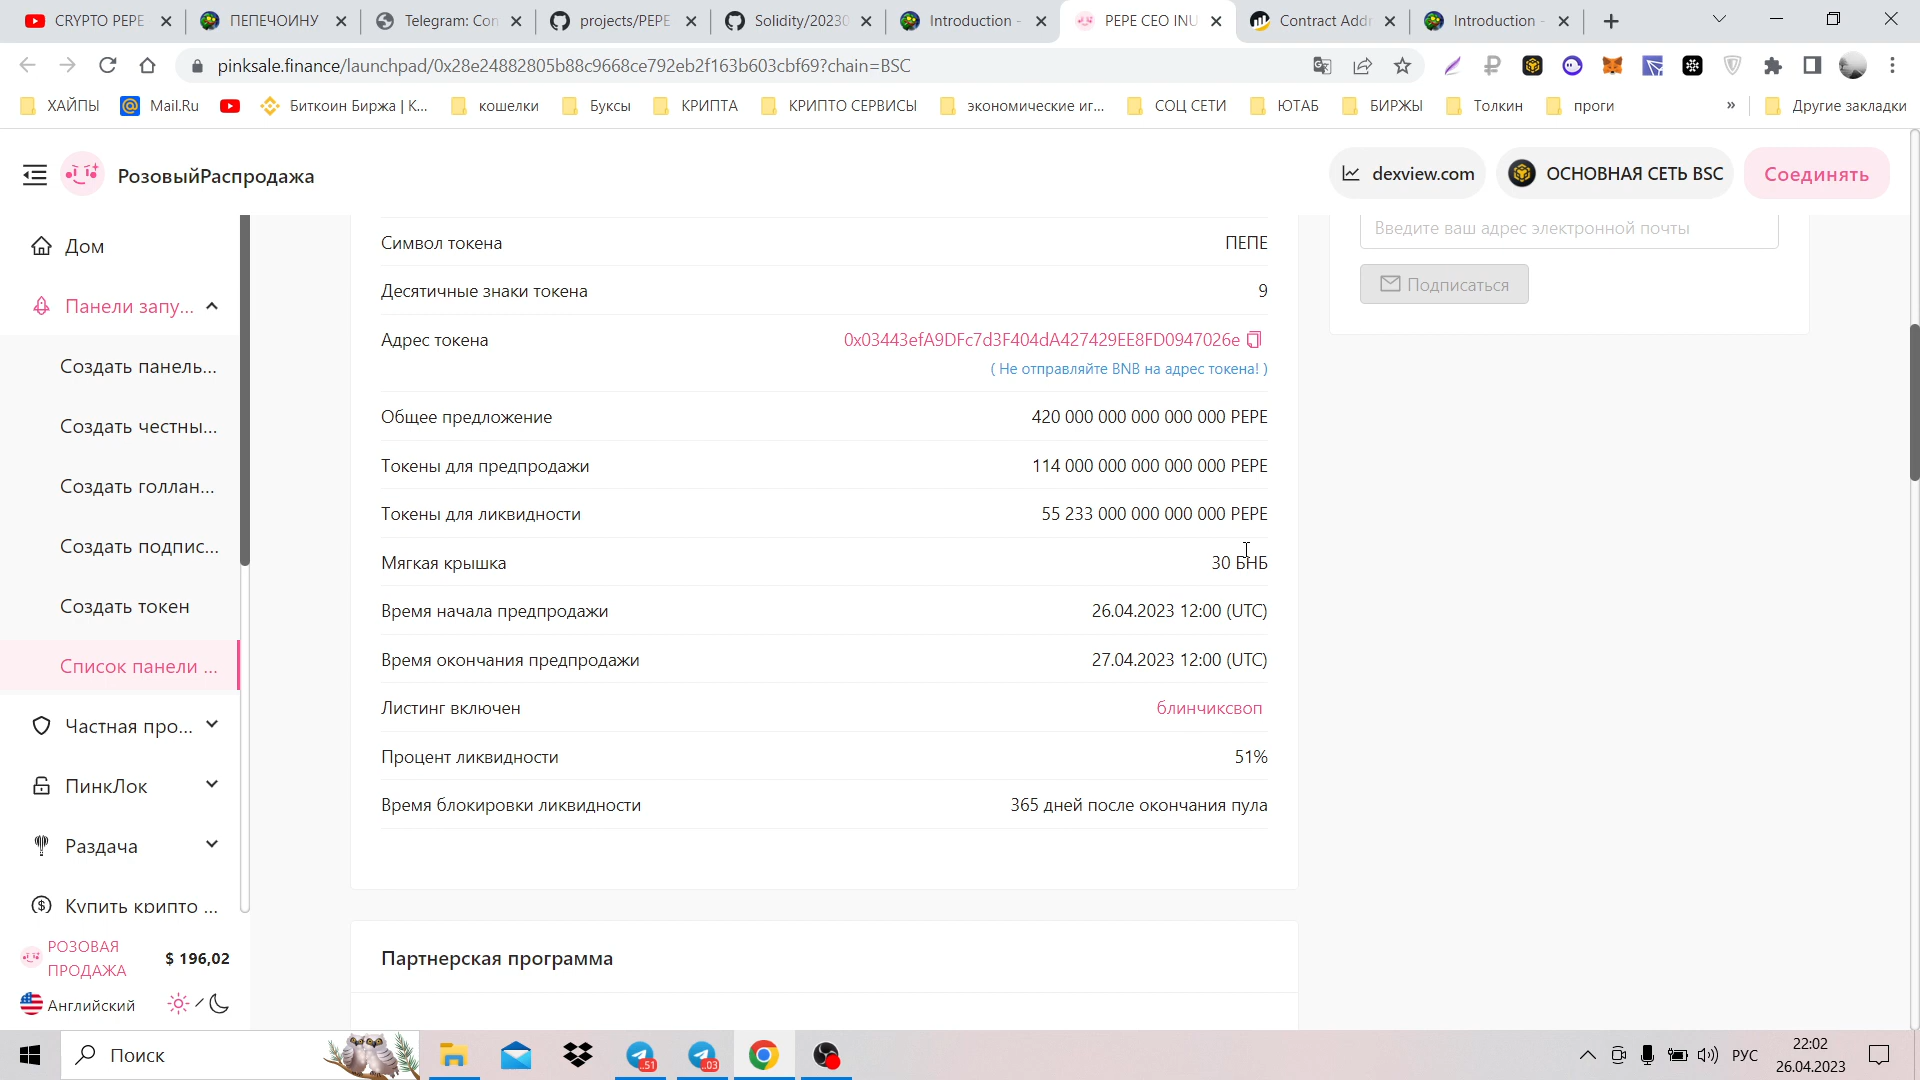 CRYPTO PEPE
ПЕПЕЧОИНУ
Telegram: Con
projects/PEPE
Solidity/20230
Introduction -
PEPE CEO INU
Contract Addr
Introduction -
pinksale.finance/launchpad/0x28e24882805b88c9668ce792eb2f163b603cbf69?chain=BSC
ХАЙПЫ
Mail.Ru
Биткоин Биржа | К...
кошелки
Буксы
КРИПТА
КРИПТО СЕРВИСЫ
экономические иг...
СОЦ СЕТИ
ЮТАБ
БИРЖЫ
Толкин
проги
»
Другие закладки
РозовыйРаспродажа
dexview.com
ОСНОВНАЯ СЕТЬ BSC
Соединять
Дом
Панели запу...
Создать панель...
Создать честны...
Создать голлан...
Создать подпис...
Создать токен
Список панели ...
Частная про...
ПинкЛок
Раздача
Купить крипто ...
РОЗОВАЯ
ПРОДАЖА
$ 196,02
Английский
Символ токена ПЕПЕ
Десятичные знаки токена 9
Адрес токена 0x03443efA9DFc7d3F404dA427429EE8FD0947026e
( Не отправляйте BNB на адрес токена! )
Общее предложение 420 000 000 000 000 000 PEPE
Токены для предпродажи 114 000 000 000 000 000 PEPE
Токены для ликвидности 55 233 000 000 000 000 PEPE
Мягкая крышка 30 БНБ
Время начала предпродажи 26.04.2023 12:00 (UTC)
Время окончания предпродажи 27.04.2023 12:00 (UTC)
Листинг включен блинчиксвоп
Процент ликвидности 51%
Время блокировки ликвидности 365 дней после окончания пула
Партнерская программа
Введите ваш адрес электронной почты
Подписаться
Поиск
51
03
РУС
22:02
26.04.2023